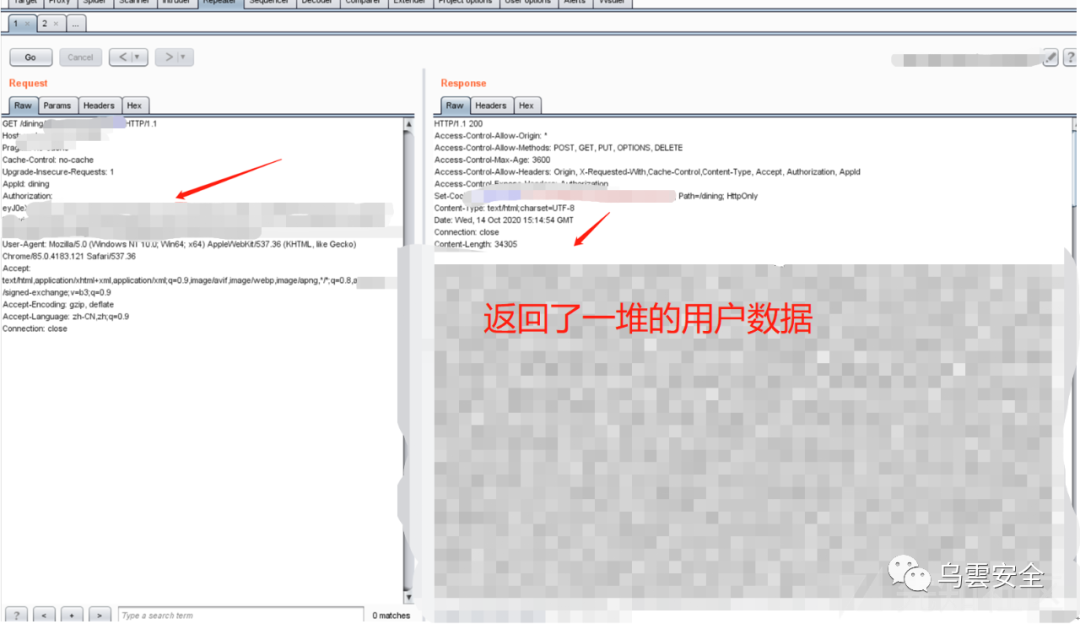 Target Proxy Spider Scanner Intruder Repeater Sequencer Decoder Comparer Extender Project options User options Alerts
1 × 2 × ...
Go Cancel < | ▼ > | ▼ ?
Request
Raw Params Headers Hex
GET /dining/ HTTP/1.1
Host
Cache-Control: no-cache
Upgrade-Insecure-Requests: 1
AppId: dining
Authorization:
User-Agent: Mozilla/5.0 (Windows NT 10.0; Win64; x64) AppleWebKit/537.36 (KHTML, like Gecko)
Chrome/85.0.4183.121 Safari/537.36
Accept:
text/html,application/xhtml+xml,application/xml;q=0.9,image/avif,image/webp,image/apng,*/*;q=0.8,a
/signed-exchange;v=b3;q=0.9
Accept-Encoding: gzip, deflate
Accept-Language: zh-CN,zh;q=0.9
Connection: close
? < + > Type a search term 0 matches
Response
Raw Headers Hex
HTTP/1.1 200
Access-Control-Allow-Origin: *
Access-Control-Allow-Methods: POST, GET, PUT, OPTIONS, DELETE
Access-Control-Max-Age: 3600
Access-Control-Allow-Headers: Origin, X-Requested-With,Cache-Control,Content-Type, Accept, Authorization, AppId
Access-Control-Expose-Headers: Authorization
Set-Coo Path=/dining; HttpOnly
Content-Type: text/html;charset=UTF-8
Date: Wed, 14 Oct 2020 15:14:54 GMT
Connection: close
Content-Length: 34305
返回了一堆的用户数据
乌雲安全